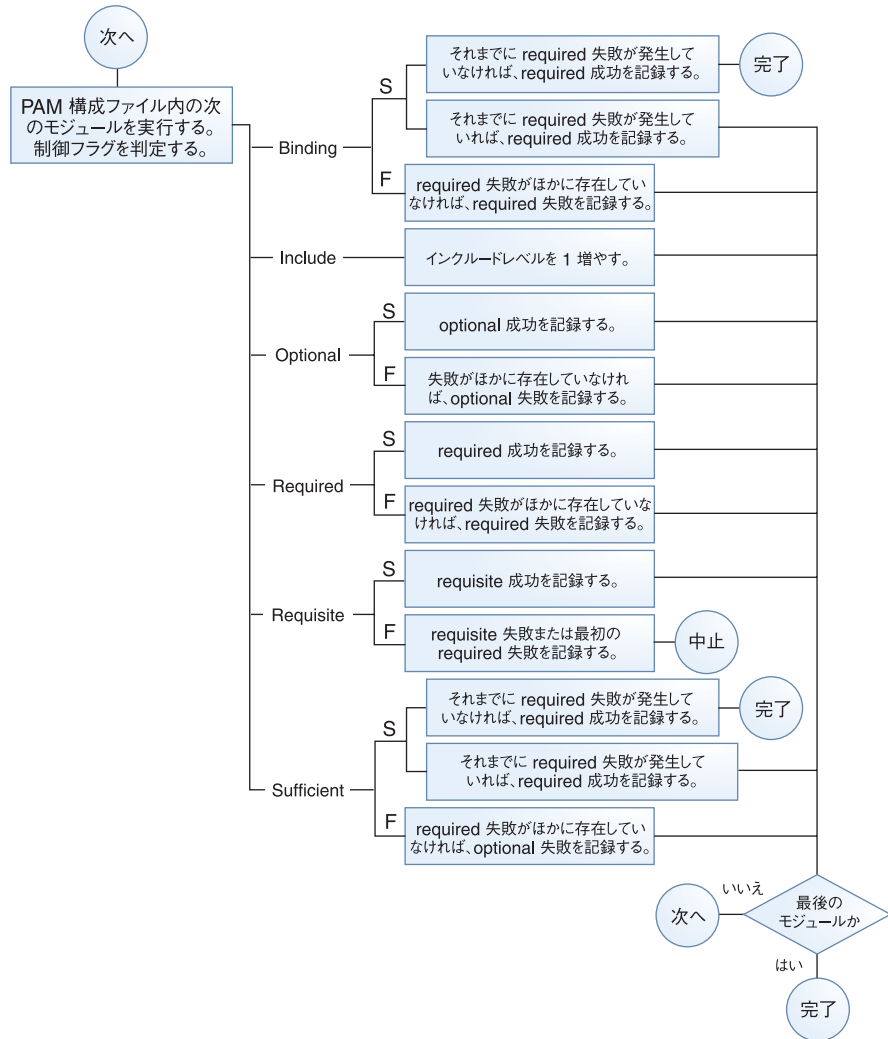 次へ
PAM 構成ファイル内の次
のモジュールを実行する。
制御フラグを判定する。
Binding
S
それまでに required 失敗が発生して
いなければ、required 成功を記録する。
完了
それまでに required 失敗が発生して
いれば、required 成功を記録する。
F
required 失敗がほかに存在してい
なければ、required 失敗を記録する。
Include
インクルードレベルを 1 増やす。
Optional
S
optional 成功を記録する。
F
失敗がほかに存在していなけれ
ば、optional 失敗を記録する。
Required
S
required 成功を記録する。
F
required 失敗がほかに存在していな
ければ、required 失敗を記録する。
Requisite
S
requisite 成功を記録する。
F
requisite 失敗または最初の
required 失敗を記録する。
中止
Sufficient
S
それまでに required 失敗が発生して
いなければ、required 成功を記録する。
完了
それまでに required 失敗が発生して
いれば、required 成功を記録する。
F
required 失敗がほかに存在してい
なければ、optional 失敗を記録する。
最後の
モジュールか
いいえ
次へ
はい
完了